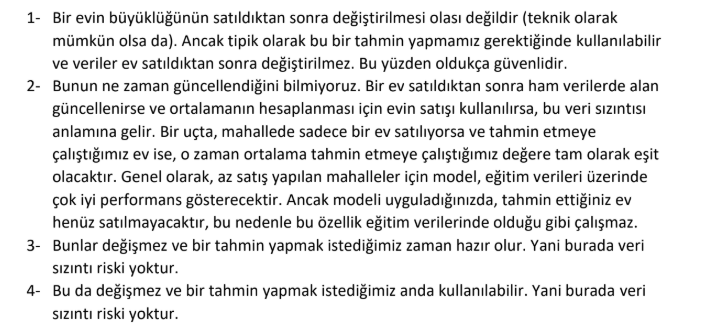 1- Bir evin büyüklüğünün satıldıktan sonra değiştirilmesi olası değildir (teknik olarak
mümkün olsa da). Ancak tipik olarak bu bir tahmin yapmamız gerektiğinde kullanılabilir
ve veriler ev satıldıktan sonra değiştirilmez. Bu yüzden oldukça güvenlidir.
2- Bunun ne zaman güncellendiğini bilmiyoruz. Bir ev satıldıktan sonra ham verilerde alan
güncellenirse ve ortalamanın hesaplanması için evin satışı kullanılırsa, bu veri sızıntısı
anlamına gelir. Bir uçta, mahallede sadece bir ev satılıyorsa ve tahmin etmeye
çalıştığımız ev ise, o zaman ortalama tahmin etmeye çalıştığımız değere tam olarak eşit
olacaktır. Genel olarak, az satış yapılan mahalleler için model, eğitim verileri üzerinde
çok iyi performans gösterecektir. Ancak modeli uyguladığınızda, tahmin ettiğiniz ev
henüz satılmayacaktır, bu nedenle bu özellik eğitim verilerinde olduğu gibi çalışmaz.
3- Bunlar değişmez ve bir tahmin yapmak istediğimiz zaman hazır olur. Yani burada veri
sızıntı riski yoktur.
4- Bu da değişmez ve bir tahmin yapmak istediğimiz anda kullanılabilir. Yani burada veri
sızıntı riski yoktur.